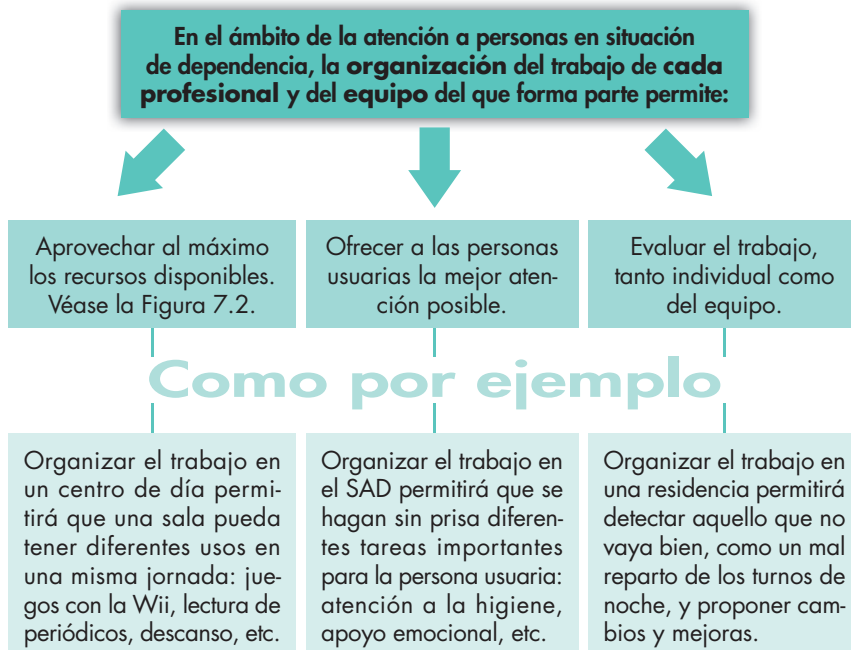 En el ámbito de la atención a personas en situación
de dependencia, la organización del trabajo de cada
profesional y del equipo del que forma parte permite:
Aprovechar al máximo
los recursos disponibles.
Véase la Figura 7.2.
Ofrecer a las personas
usuarias la mejor aten-
ción posible.
Evaluar el trabajo,
tanto individual como
del equipo.
Como por ejemplo
Organizar el trabajo en
un centro de día permi-
tirá que una sala pueda
tener diferentes usos en
una misma jornada: jue-
gos con la Wii, lectura de
periódicos, descanso, etc.
Organizar el trabajo en
el SAD permitirá que se
hagan sin prisa diferen-
tes tareas importantes
para la persona usuaria:
atención a la higiene,
apoyo emocional, etc.
Organizar el trabajo en
una residencia permitirá
detectar aquello que no
vaya bien, como un mal
reparto de los turnos de
noche, y proponer cam-
bios y mejoras.